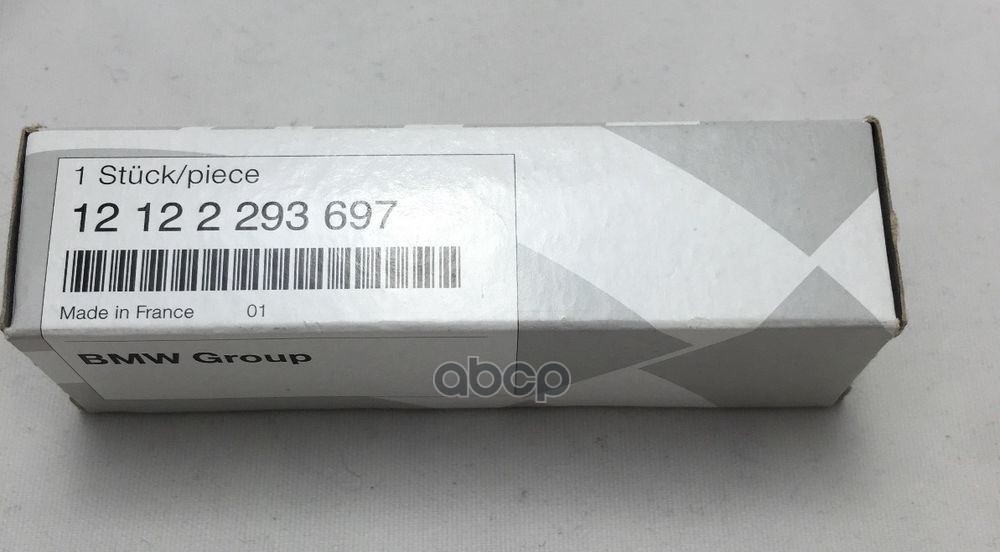 1 Stück/piece
12 12 2 293 697
Made in France 01
BMW Group
abcp